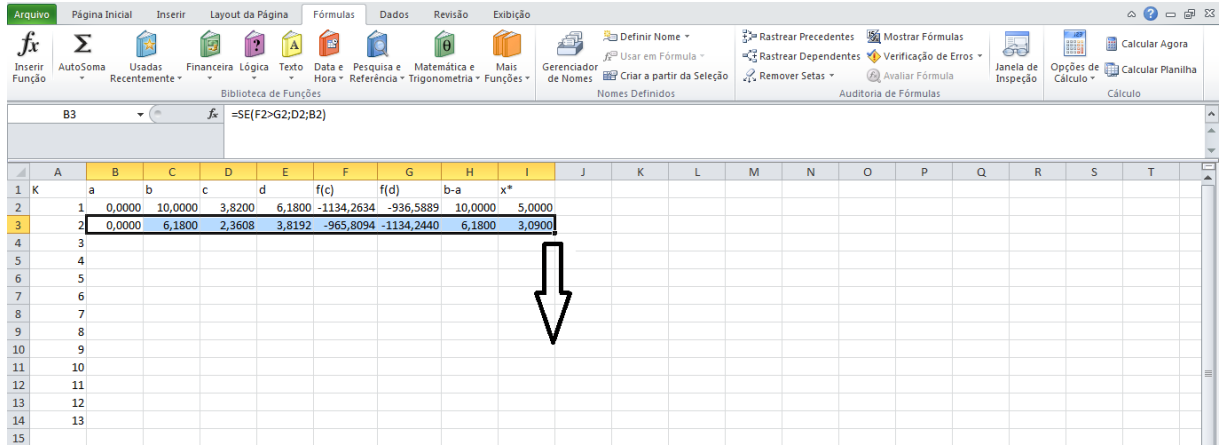 Arquivo Página Inicial Inserir Layout da Página Fórmulas Dados Revisão Exibição
fx Σ ? A θ
Inserir Função
AutoSoma
Usadas Recentemente
Financeira
Lógica
Texto
Data e Hora
Pesquisa e Referência
Matemática e Trigonometria
Mais Funções
Biblioteca de Funções
Gerenciador de Nomes
Definir Nome
Usar em Fórmula
Criar a partir da Seleção
Nomes Definidos
Rastrear Precedentes
Rastrear Dependentes
Remover Setas
Mostrar Fórmulas
Verificação de Erros
Avaliar Fórmula
Auditoria de Fórmulas
Janela de Inspeção
Opções de Cálculo
Calcular Agora
Calcular Planilha
Cálculo
B3 fx =SE(F2>G2;D2;B2)
A B C D E F G H I J K L M N O P Q R S T
1 K a b c d f(c) f(d) b-a x*
2 1 0,0000 10,0000 3,8200 6,1800 -1134,2634 -936,5889 10,0000 5,0000
3 2 0,0000 6,1800 2,3608 3,8192 -965,8094 -1134,2440 6,1800 3,0900
4 3
5 4
6 5
7 6
8 7
9 8
10 9
11 10
12 11
13 12
14 13
15